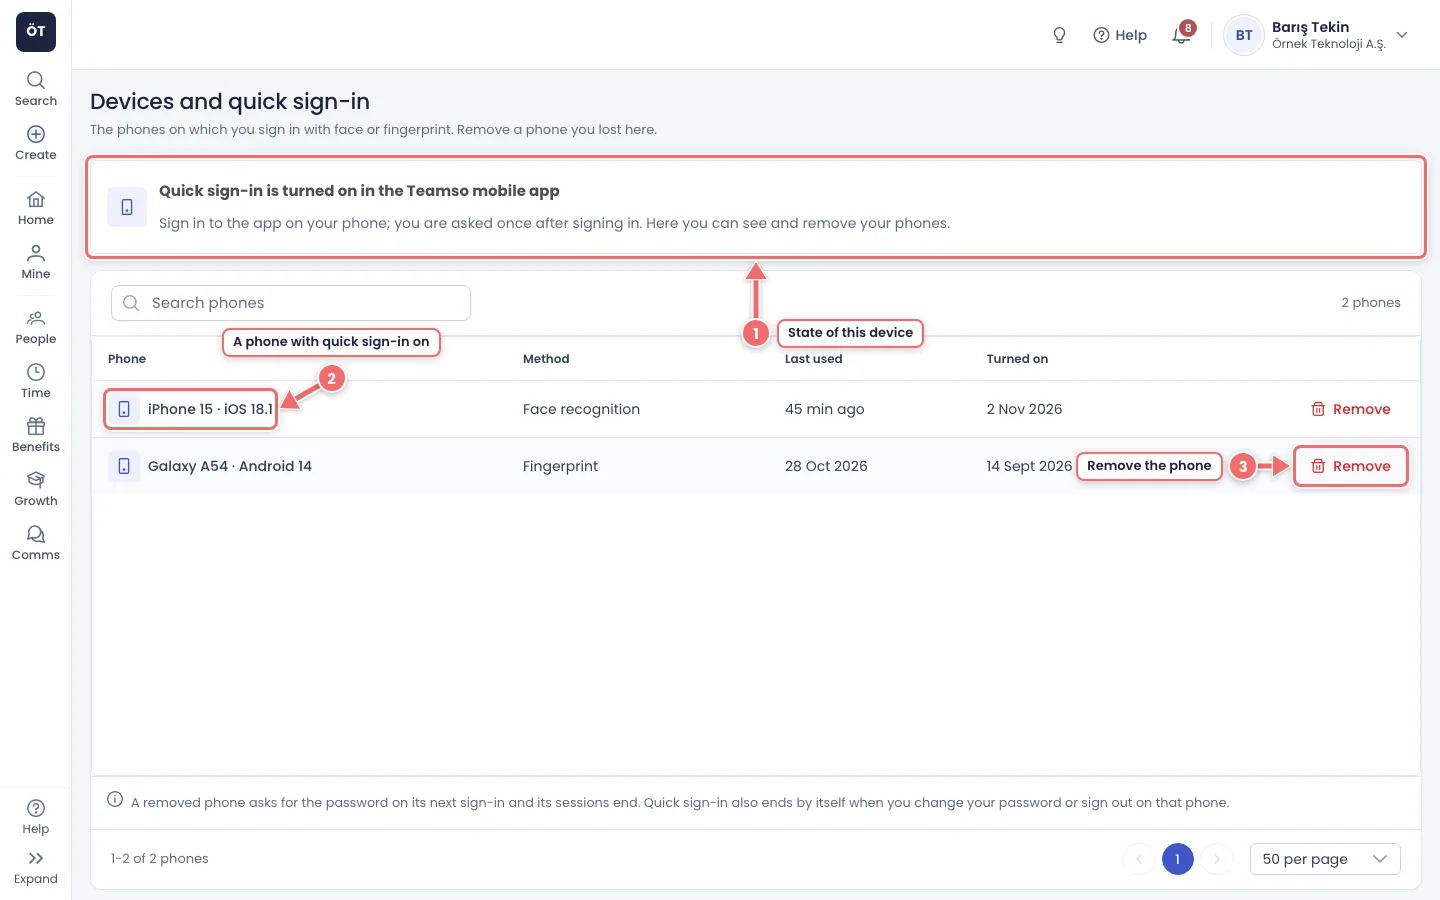 ÖT
Search
Create
Home
Mine
People
Time
Benefits
Growth
Comms
Help
Expand
Help
8
BT
Barış Tekin
Örnek Teknoloji A.Ş.
Devices and quick sign-in
The phones on which you sign in with face or fingerprint. Remove a phone you lost here.
Quick sign-in is turned on in the Teamso mobile app
Sign in to the app on your phone; you are asked once after signing in. Here you can see and remove your phones.
Search phones
2 phones
1
State of this device
A phone with quick sign-in on
2
Phone
Method
Last used
Turned on
iPhone 15 · iOS 18.1
Face recognition
45 min ago
2 Nov 2026
Remove
Galaxy A54 · Android 14
Fingerprint
28 Oct 2026
14 Sept 2026
Remove the phone
3
Remove
A removed phone asks for the password on its next sign-in and its sessions end. Quick sign-in also ends by itself when you change your password or sign out on that phone.
1-2 of 2 phones
1
50 per page